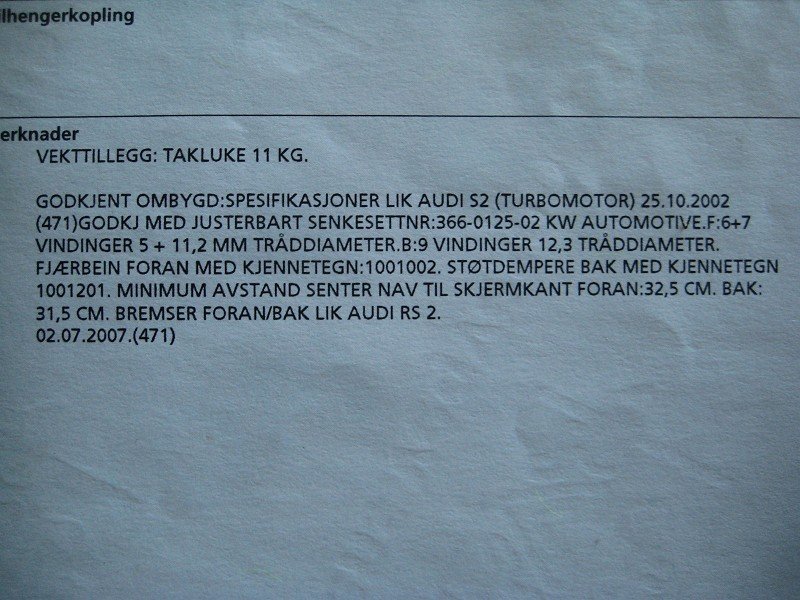 ilhengerkopling
erknader
VEKTTILLEGG: TAKLUKE 11 KG.
GODKJENT OMBYGD:SPESIFIKASJONER LIK AUDI S2 (TURBOMOTOR) 25.10.2002
(471)GODKJ MED JUSTERBART SENKESETTNR:366-0125-02 KW AUTOMOTIVE.F:6+7
VINDINGER 5 + 11,2 MM TRÅDDIAMETER.B:9 VINDINGER 12,3 TRÅDDIAMETER.
FJÆRBEIN FORAN MED KJENNETEGN:1001002. STØTDEMPERE BAK MED KJENNETEGN
1001201. MINIMUM AVSTAND SENTER NAV TIL SKJERMKANT FORAN:32,5 CM. BAK:
31,5 CM. BREMSER FORAN/BAK LIK AUDI RS 2.
02.07.2007.(471)